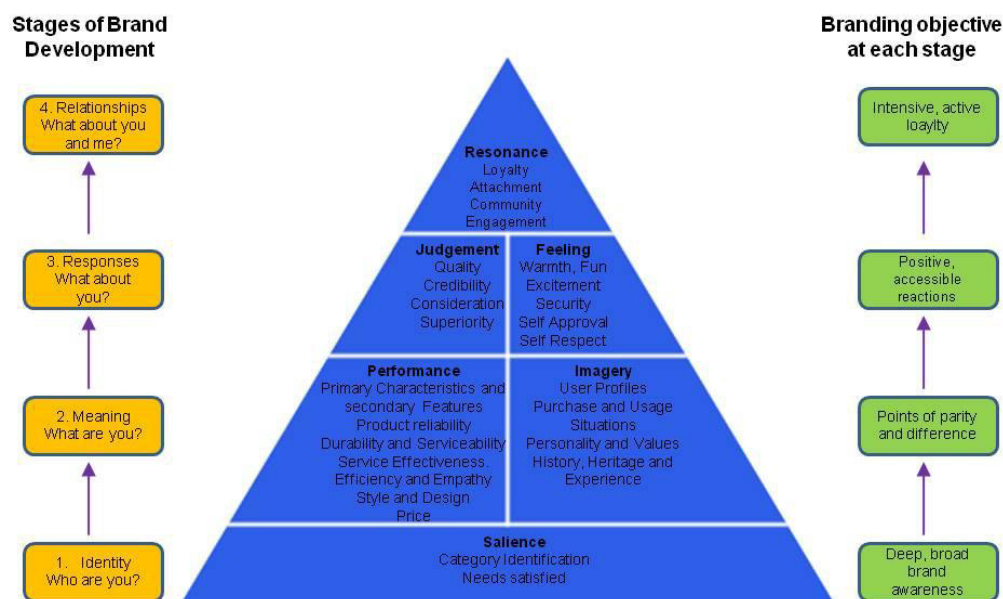 Stages of Brand
Development
Branding objective
at each stage
4. Relationships
What about you
and me?
Intensive, active
loaylty
Resonance
Loyalty
Attachment
Community
Engagement
3. Responses
What about
you?
Positive,
accessible
reactions
Judgement
Quality
Credibility
Consideration
Superiority
Feeling
Warmth, Fun
Excitement
Security
Self Approval
Self Respect
2. Meaning
What are you?
Points of parity
and difference
Performance
Primary Characteristics and
secondary Features
Product reliability
Durability and Serviceability
Service Effectiveness.
Efficiency and Empathy
Style and Design
Price
Imagery
User Profiles
Purchase and Usage
Situations
Personality and Values
History, Heritage and
Experience
1. Identity
Who are you?
Deep, broad
brand
awareness
Salience
Category Identification
Needs satisfied